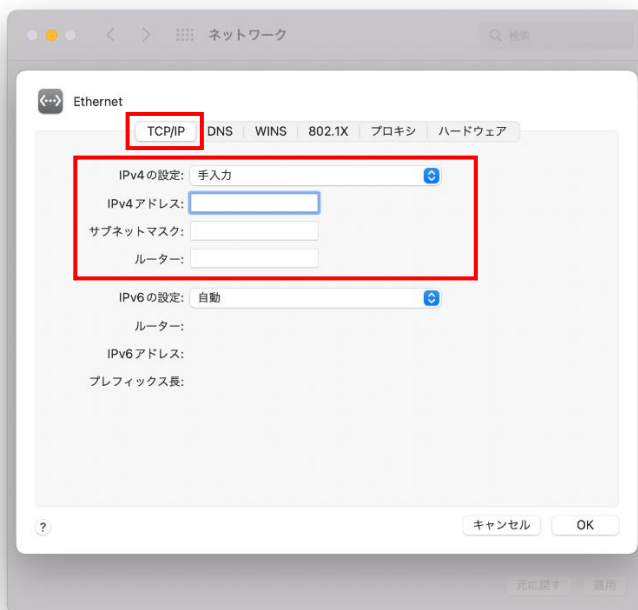 ネットワーク
検索
Ethernet
TCP/IP DNS WINS 802.1X プロキシ ハードウェア
IPv4の設定: 手入力
IPv4アドレス:
サブネットマスク:
ルーター:
IPv6の設定: 自動
ルーター:
IPv6アドレス:
プレフィックス長:
? キャンセル OK
元に戻す 適用